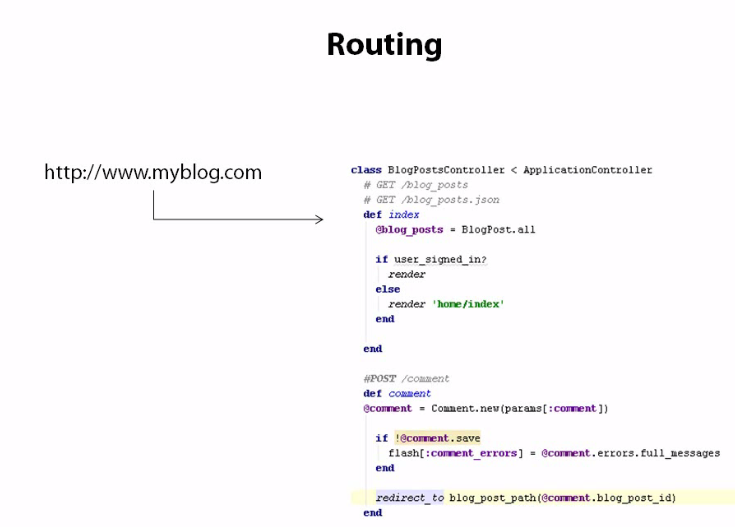 Routing
http://www.myblog.com
class BlogPostsController < ApplicationController
# GET /blog_posts
# GET /blog_posts.json
def index
@blog_posts = BlogPost.all
if user_signed_in?
render
else
render 'home/index'
end
end
#POST /comment
def comment
@comment = Comment.new(params[:comment])
if !@comment.save
flash[:comment_errors] = @comment.errors.full_messages
end
redirect_to blog_post_path(@comment.blog_post_id)
end